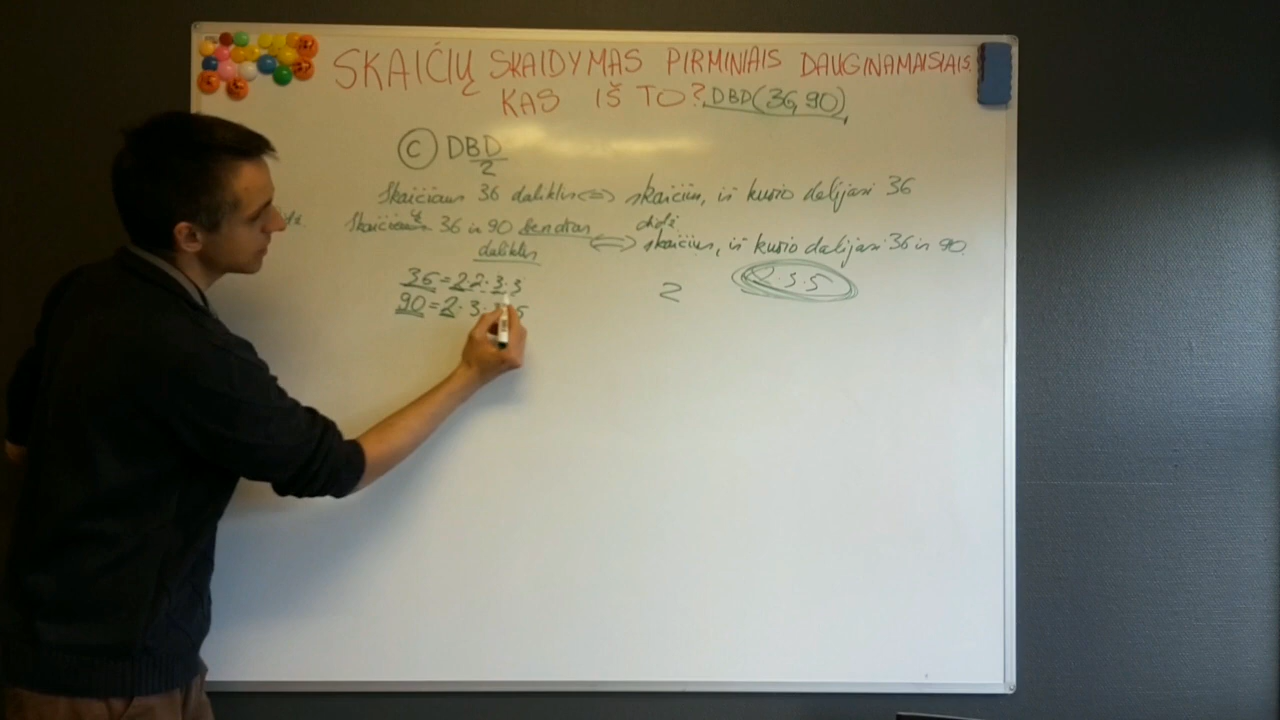 SKAIČIŲ SKAIDYMAS PIRMINIAIS DAUGINAMAISIAIS.
KAS IŠ TO? DBD(36, 90)
C DBD
2
Skaičiaus 36 daliklis <=> skaičius, iš kurio dalijasi 36
Skaičių 36 ir 90 bendras
daliklis <=> skaičius, iš kurio dalijasi 36 ir 90.
36=2·2·3·3 2 2·3·5
90=2·3· 5